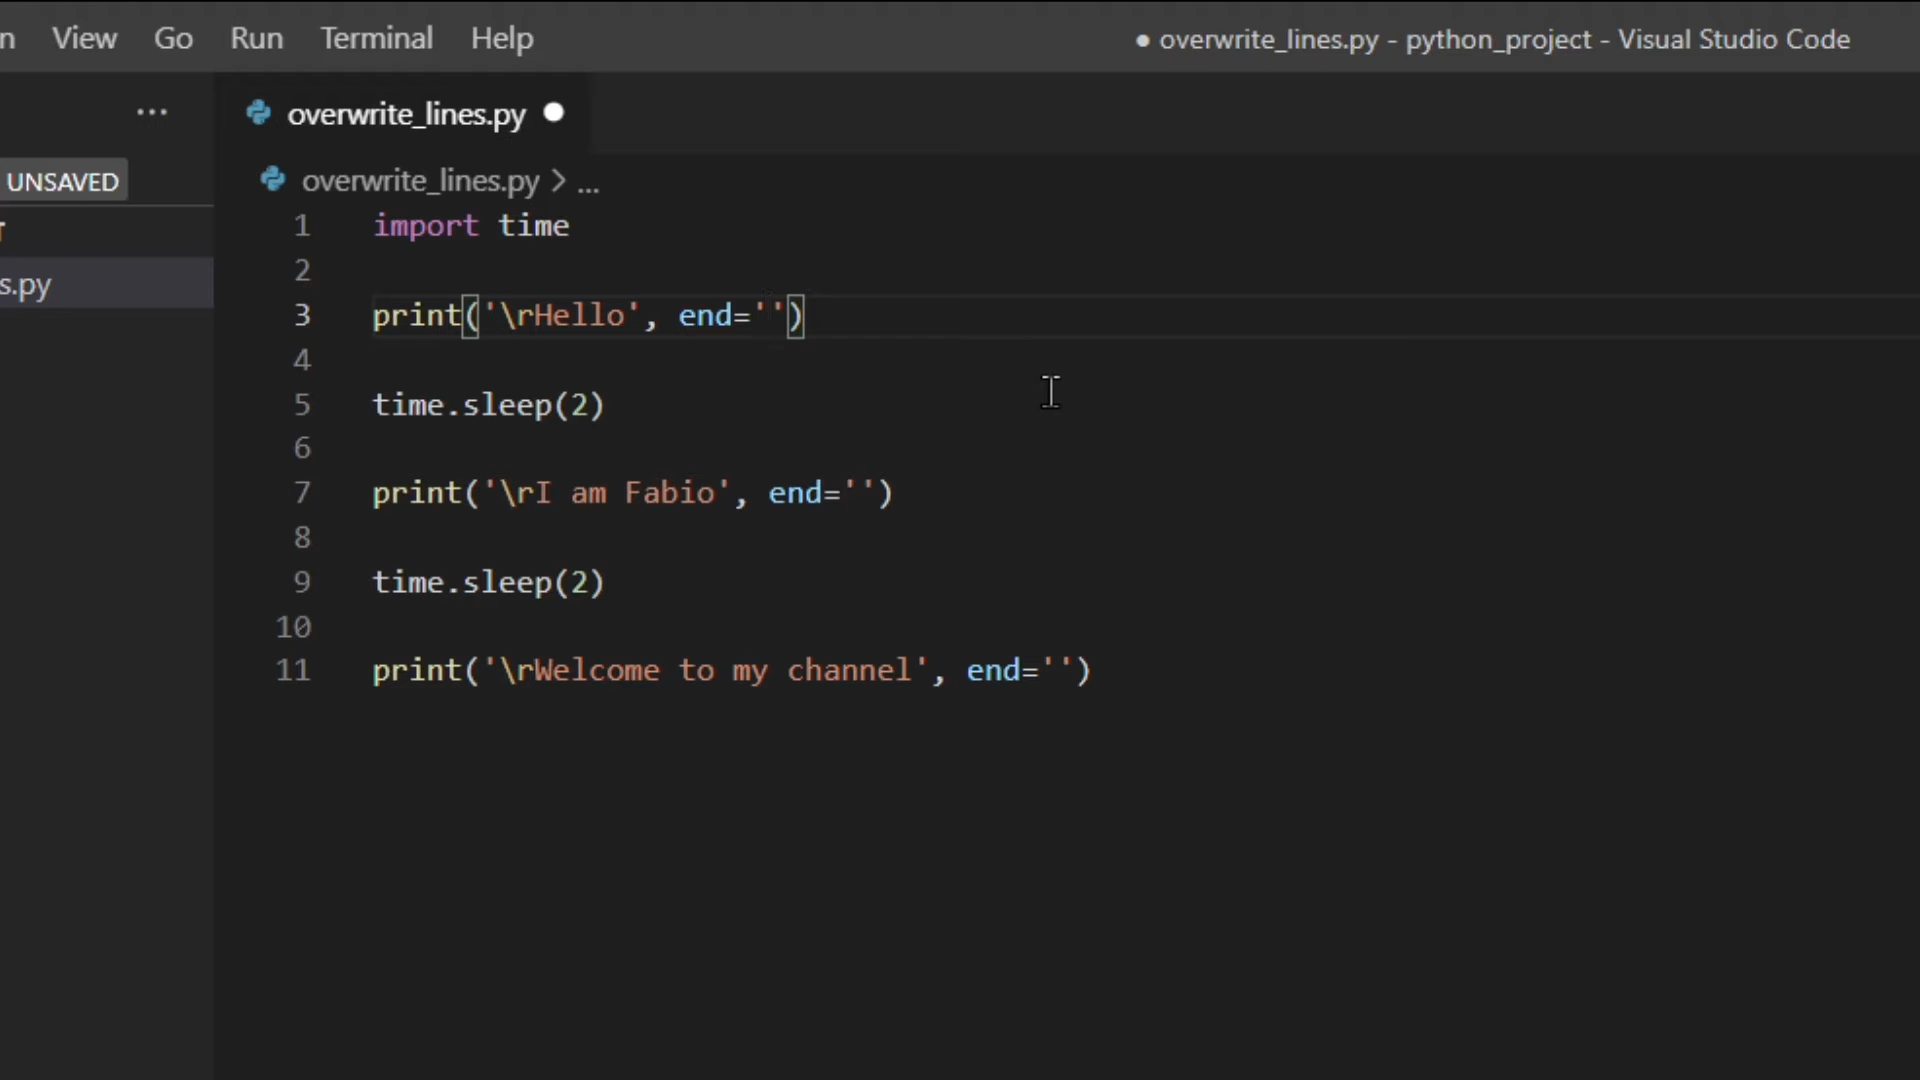 View Go Run Terminal Help
● overwrite_lines.py - python_project - Visual Studio Code
... overwrite_lines.py ●
UNSAVED overwrite_lines.py > ...
1 import time
2
s.py
3 print('\rHello', end='')
4
5 time.sleep(2)
6
7 print('\rI am Fabio', end='')
8
9 time.sleep(2)
10
11 print('\rWelcome to my channel', end='')